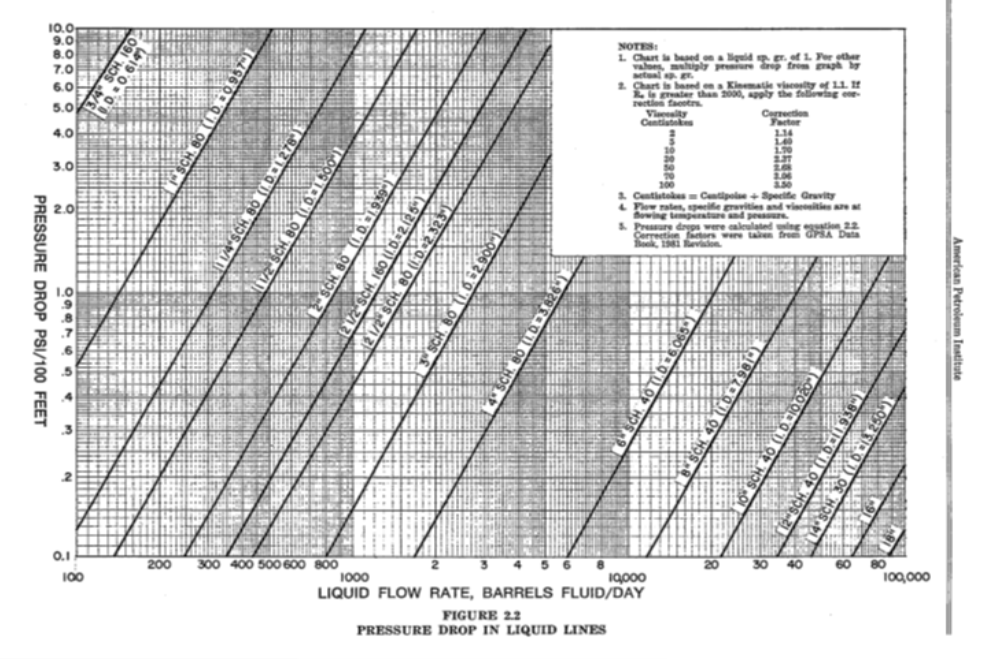 10.0
9.0
8.0
7.0
6.0
5.0
4.0
3.0
2.0
1.0
.9
.8
.7
.6
.5
.4
.3
.2
0.1
PRESSURE DROP PSI/100 FEET
3/4" SCH. 160
(I.D. = 0.614")
1" SCH. 80 (I.D. = 0.957")
1 1/4" SCH. 80 (I.D. = 1.278")
1 1/2" SCH. 80 (I.D. = 1.500")
2" SCH. 80 (I.D. = 1.939")
2 1/2" SCH. 160 (I.D. = 2.125")
2 1/2" SCH. 80 (I.D. = 2.323")
3" SCH. 80 (I.D. = 2.900")
4" SCH. 80 (I.D. = 3.826")
6" SCH. 40 (I.D. = 6.065")
8" SCH. 40 (I.D. = 7.981")
10" SCH. 40 (I.D. = 10.020")
12" SCH. 40 (I.D. = 11.938")
14" SCH. 30 (I.D. = 13.250")
16"
18"
NOTES:
1. Chart is based on a liquid sp. gr. of 1. For other
values, multiply pressure drop from graph by
actual sp. gr.
2. Chart is based on a Kinematic viscosity of 1.1. If
Rₑ is greater than 2000, apply the following cor-
rection facotrs.
Viscosity Correction
Centistokes Factor
2 1.14
5 1.40
10 1.70
20 2.27
50 2.68
70 3.06
100 3.50
3. Centistokes = Centipoise ÷ Specific Gravity
4. Flow rates, specific gravities and viscosities are at
flowing temperature and pressure.
5. Pressure drops were calculated using equation 2.2.
Correction factors were taken from GPSA Data
Book, 1981 Revision.
American Petroleum Institute
100 200 300 400 500 600 800 1000 2 3 4 5 6 8 10,000 20 30 40 60 80 100,000
LIQUID FLOW RATE, BARRELS FLUID/DAY
FIGURE 2.2
PRESSURE DROP IN LIQUID LINES